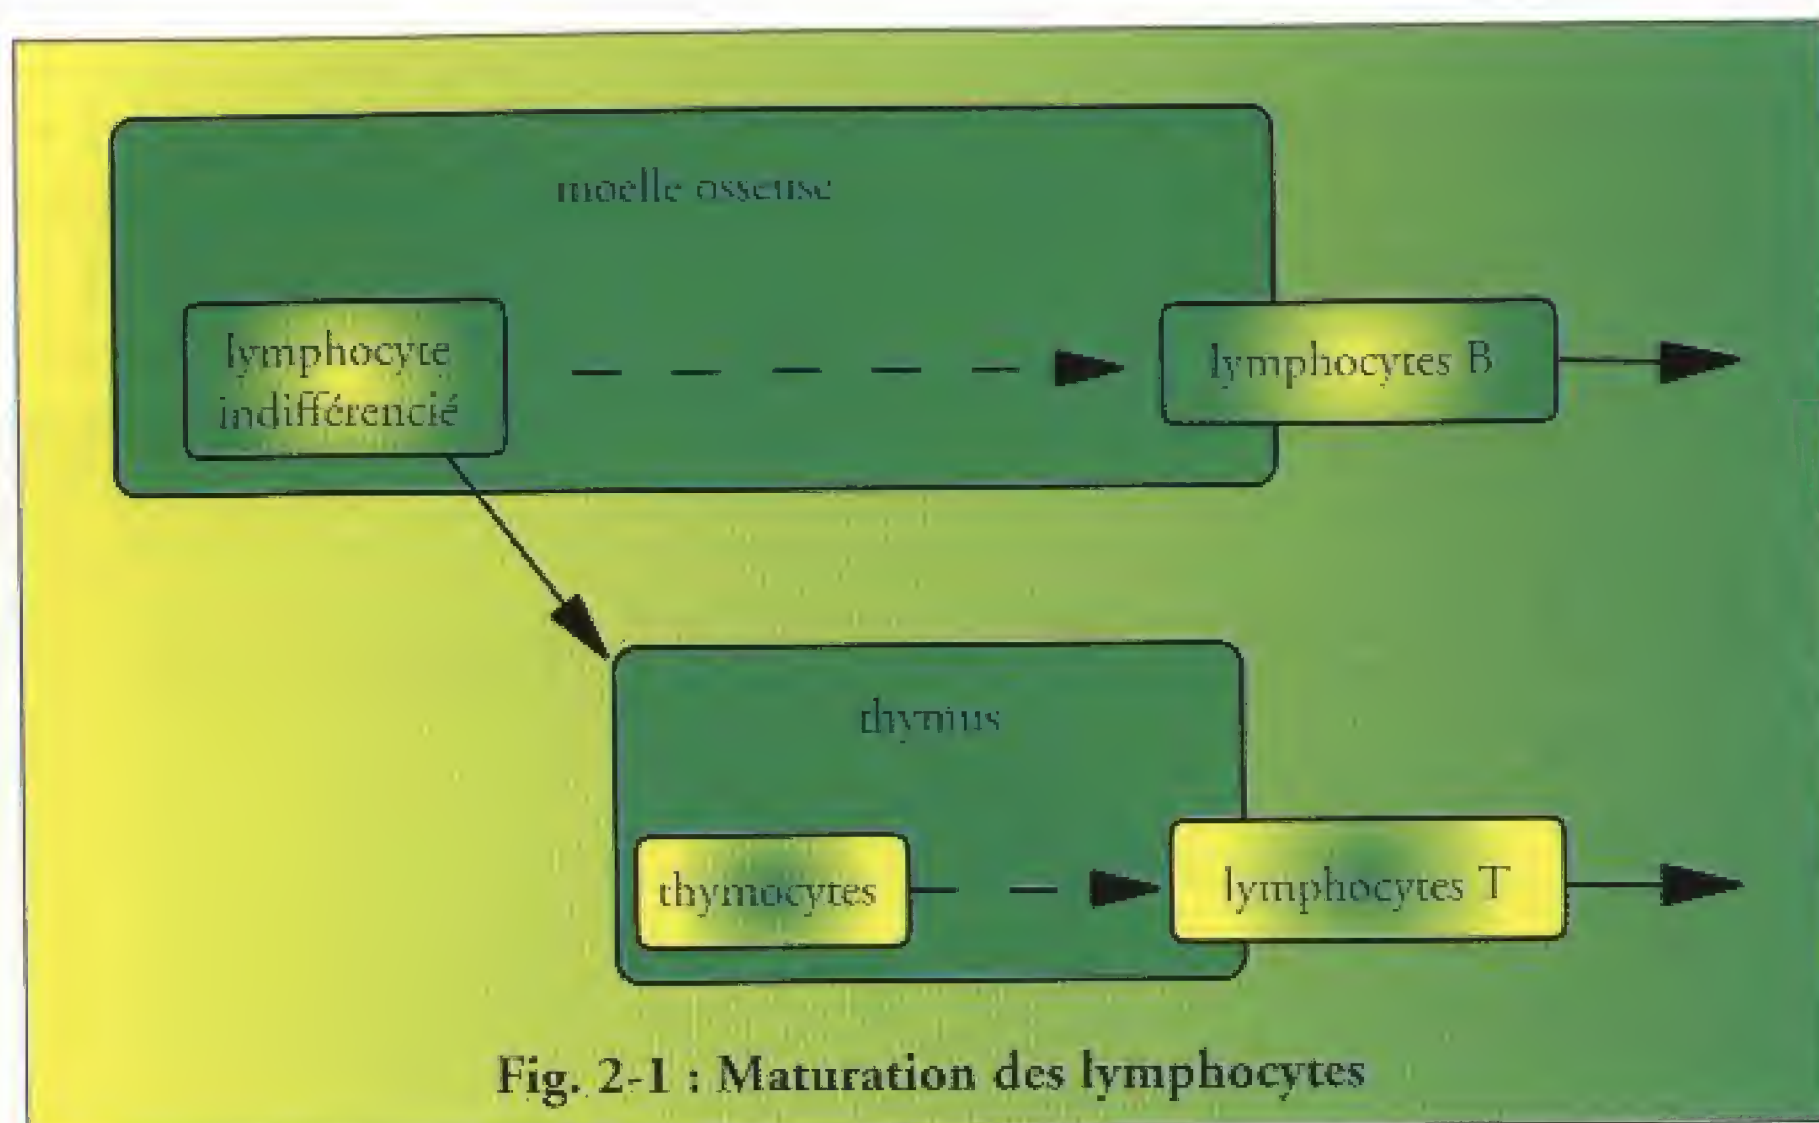 moelle osseuse
lymphocyte
indifférencié
lymphocytes B
thymus
thymocytes
lymphocytes T
Fig. 2-1 : Maturation des lymphocytes